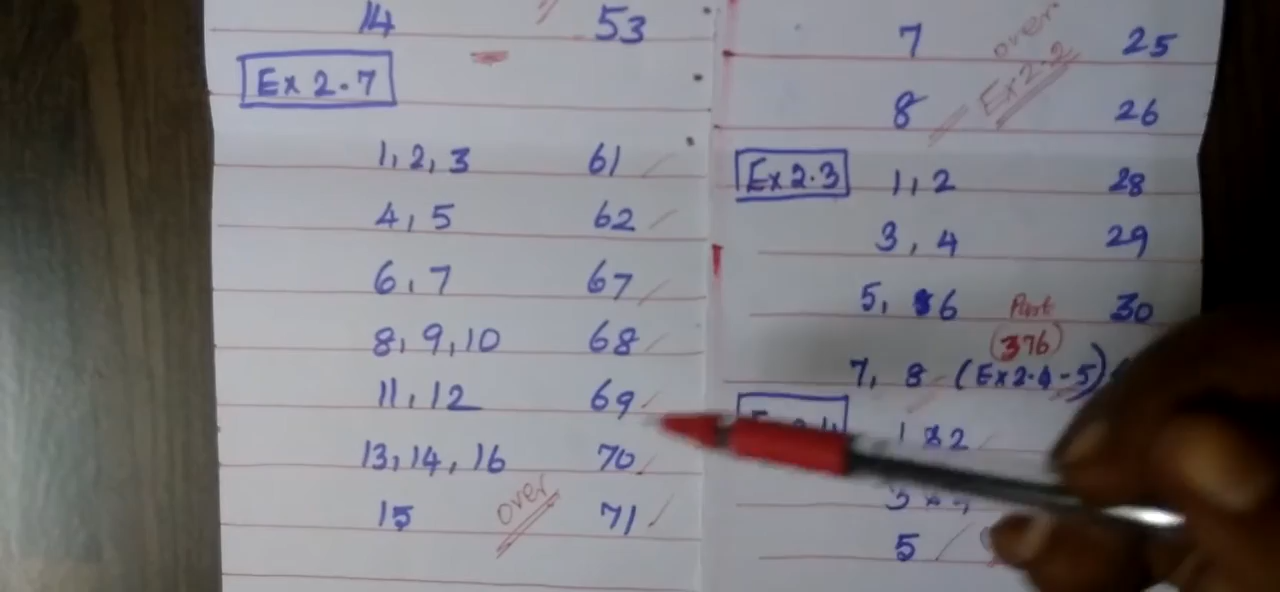 14 53
Ex 2.7
1, 2, 3 61
4, 5 62
6, 7 67
8, 9, 10 68
11, 12 69
13, 14, 16 70
15 over 71
7 over 25
8 Ex 2.2 26
Ex 2.3 1, 2 28
3, 4 29
5, 6 Part 30
(376)
7, 8 (Ex 2.4-5)
1 & 2
5